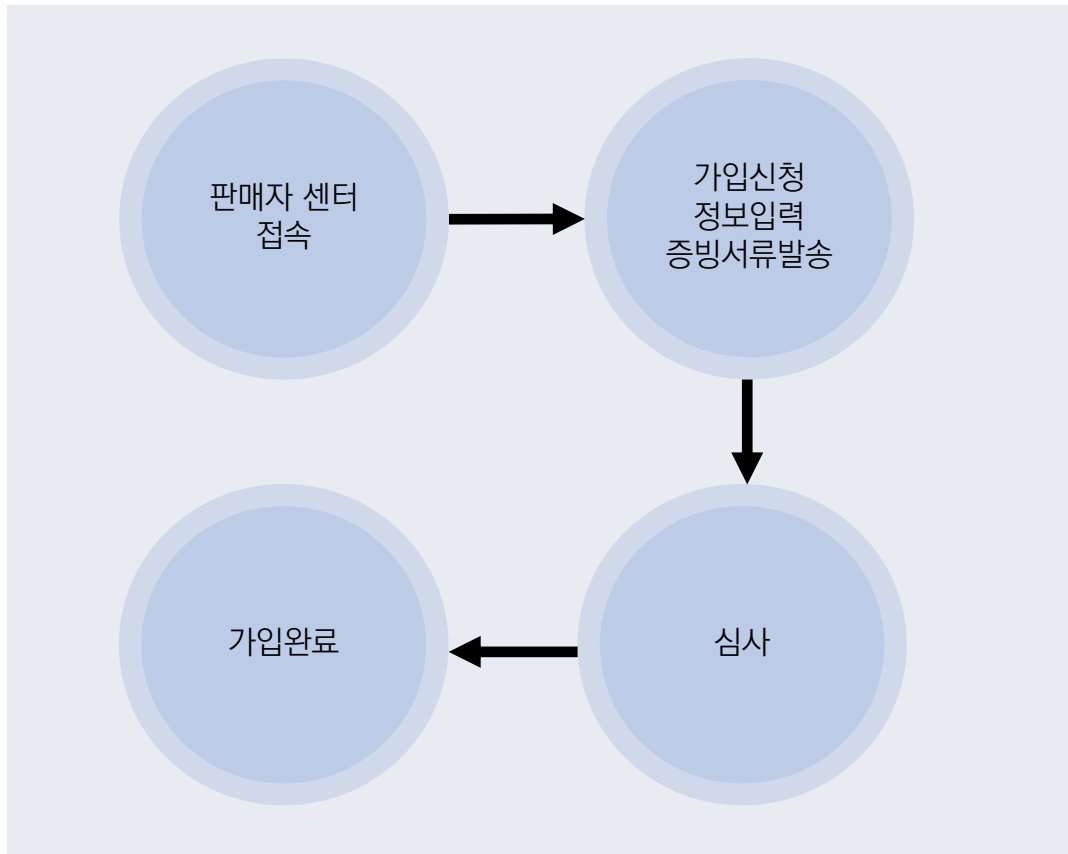 판매자 센터
접속
가입신청
정보입력
증빙서류발송
심사
가입완료